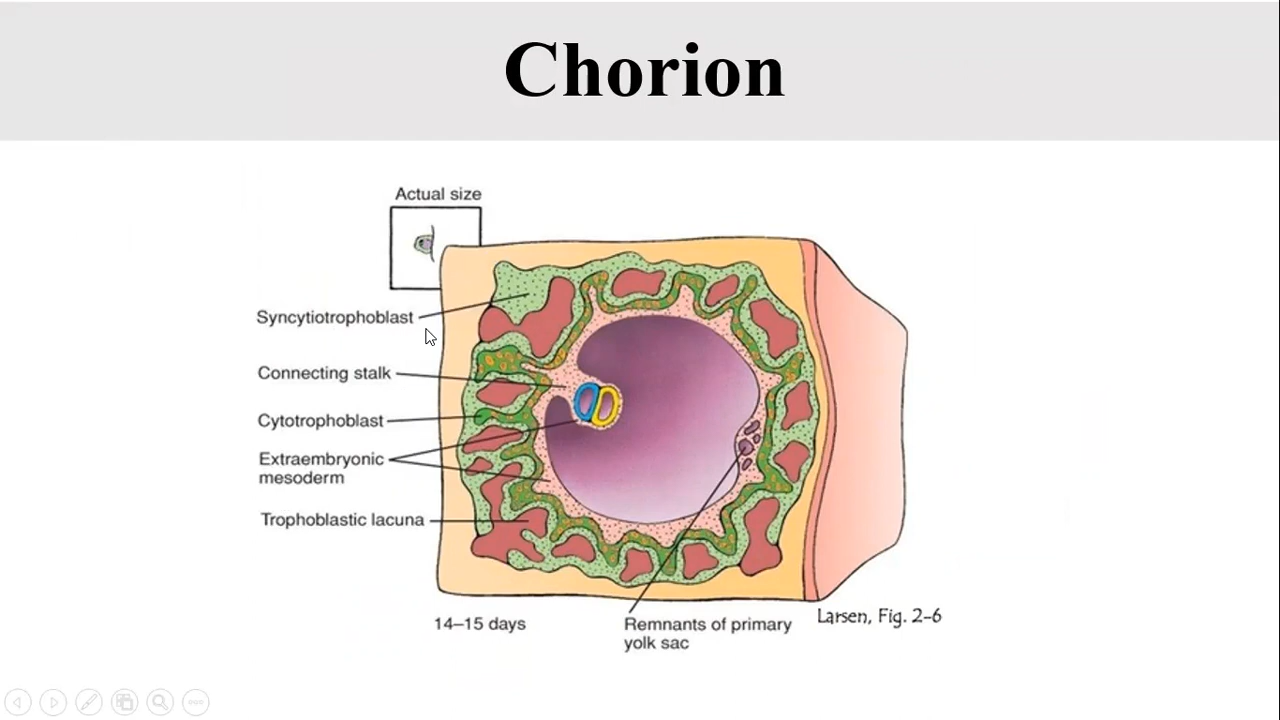 Chorion
Actual size
Syncytiotrophoblast
Connecting stalk
Cytotrophoblast
Extraembryonic
mesoderm
Trophoblastic lacuna
14–15 days
Remnants of primary
yolk sac
Larsen, Fig. 2-6